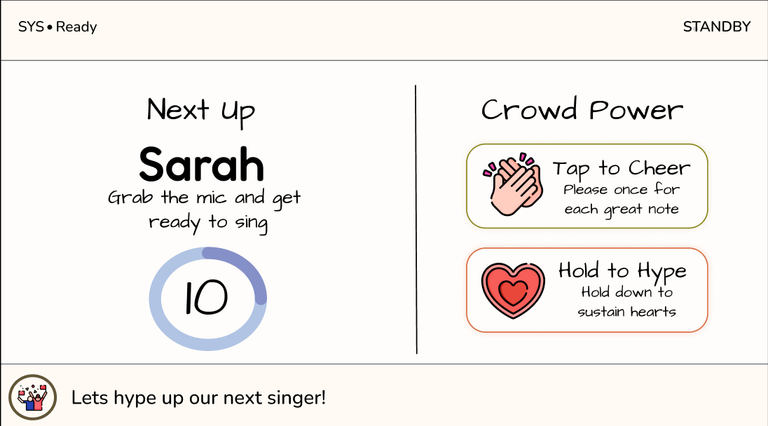 SYS • Ready
STANDBY
Next Up
Sarah
Grab the mic and get
ready to sing
10
Crowd Power
Tap to Cheer
Please once for
each great note
Hold to Hype
Hold down to
sustain hearts
Lets hype up our next singer!